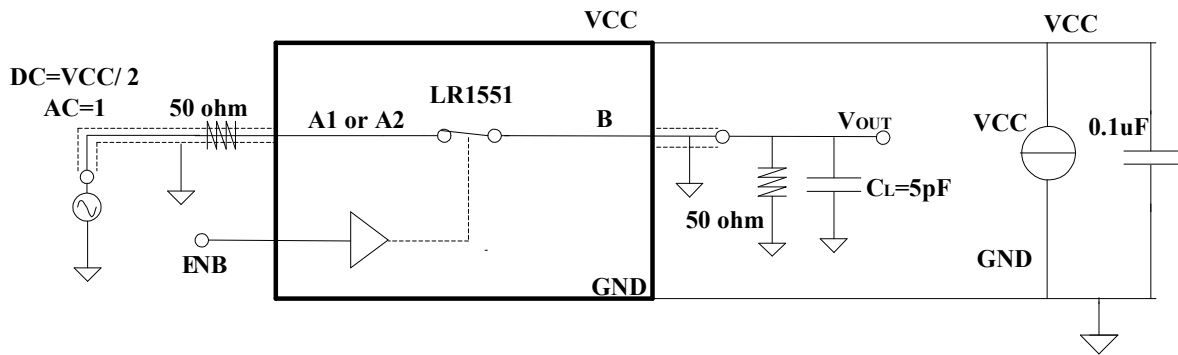 VCC
VCC
DC=VCC/ 2
AC=1
50 ohm
LR1551
A1 or A2
B
VOUT
VCC
0.1uF
CL=5pF
50 ohm
ENB
GND
GND